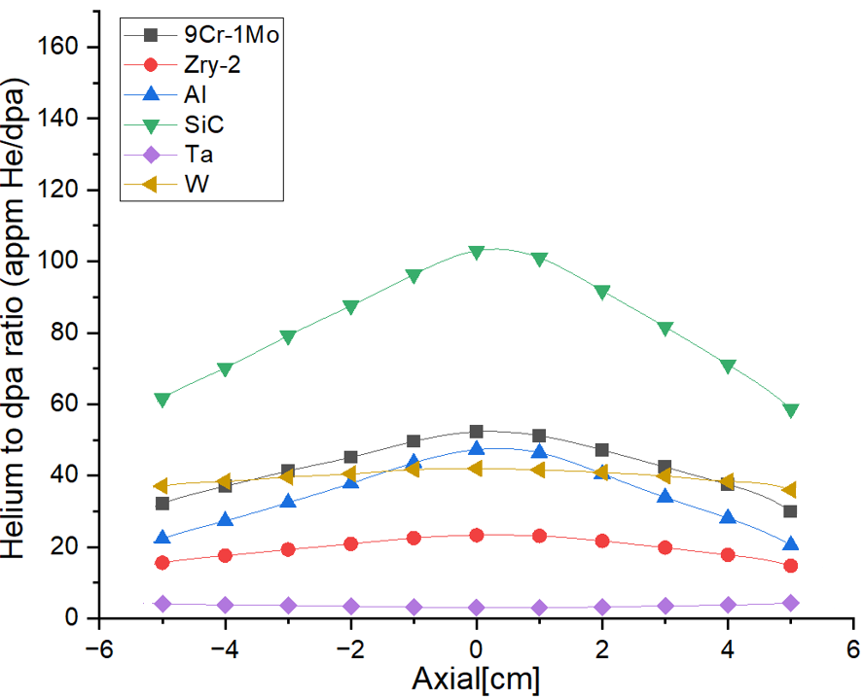 9Cr-1Mo
Zry-2
Al
SiC
Ta
W
Helium to dpa ratio (appm He/dpa)
160
140
120
100
80
60
40
20
0
−6 −4 −2 0 2 4 6
Axial[cm]